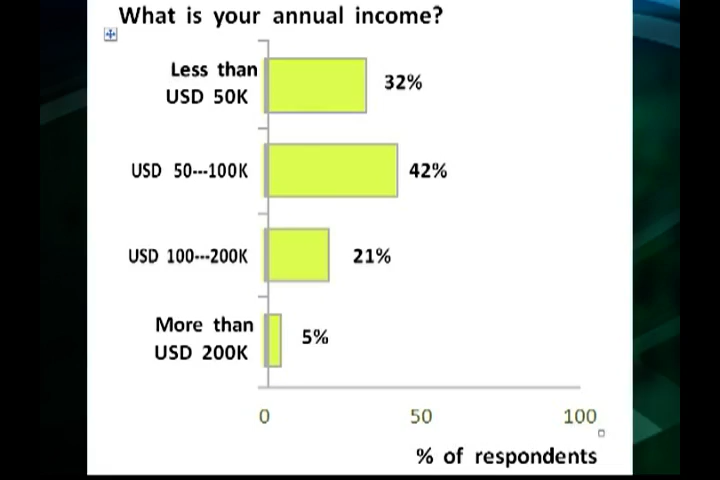 What is your annual income?
Less than
USD 50K
32%
USD 50---100K
42%
USD 100---200K
21%
More than
USD 200K
5%
0 50 100
% of respondents